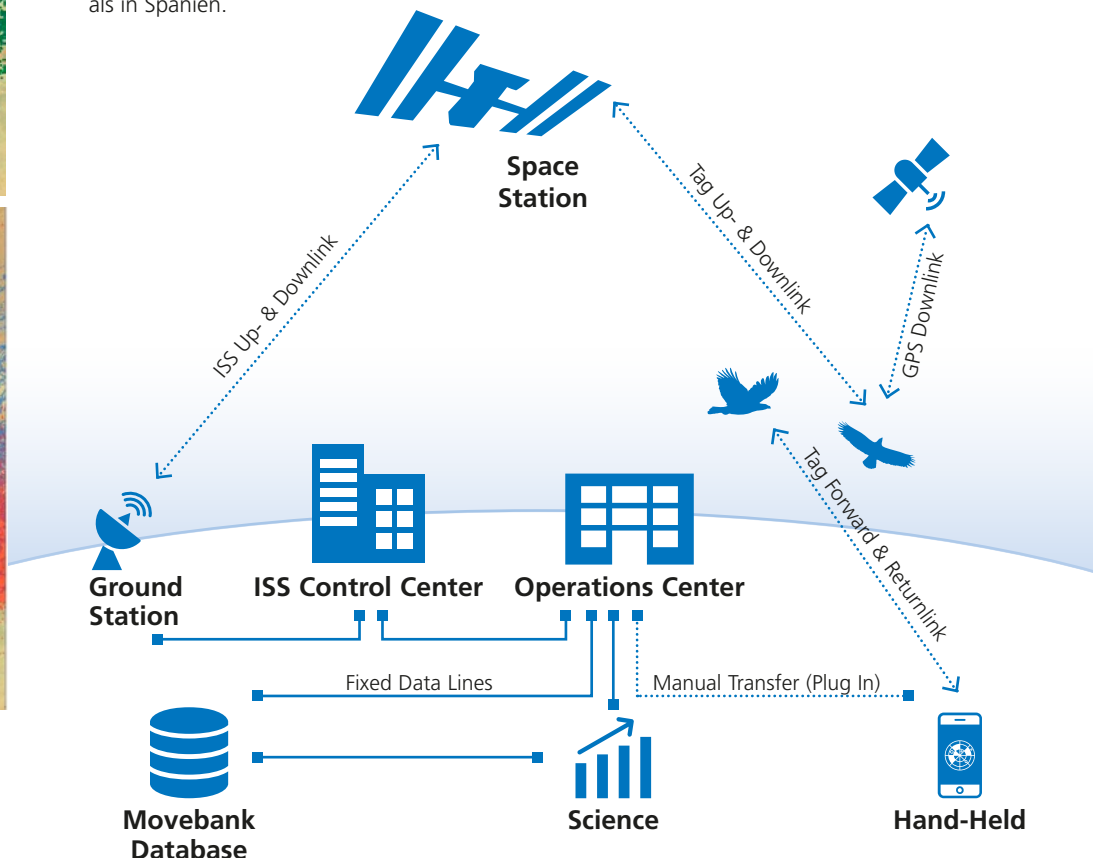 als in Spanien.
Space
Station
Tag Up- & Downlink
ISS Up- & Downlink
GPS Downlink
Tag Forward & Returnlink
Ground
Station
ISS Control Center
Operations Center
Fixed Data Lines
Manual Transfer (Plug In)
Movebank
Database
Science
Hand-Held